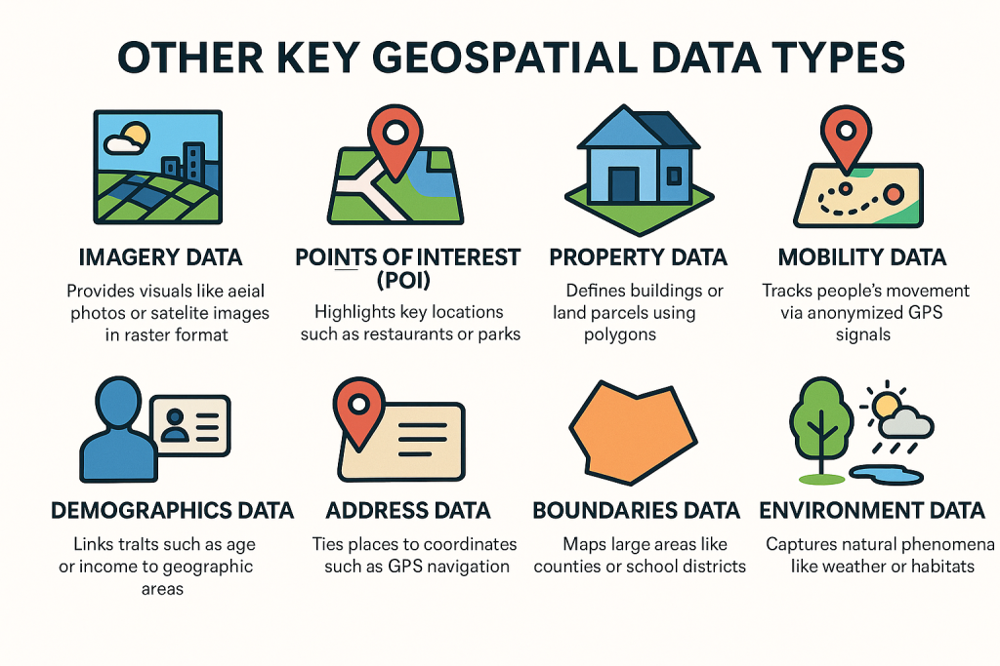 OTHER KEY GEOSPATIAL DATA TYPES
IMAGERY DATA
Provides visuals like aeial
photos or satelite images
in raster format
POINTS OF INTEREST
(POI)
Highlights key locations
such as restaurants or parks
PROPERTY DATA
Defines buildings or
land parcels using
polygons
MOBILITY DATA
Tracks people's movement
via anonymized GPS
signals
DEMOGRAPHICS DATA
Links traIts such as age
or income to geographic
areas
ADDRESS DATA
Ties places to coordinates
such as GPS navigation
BOUNDARIES DATA
Maps large areas like
counties or school districts
ENVIRONMENT DATA
Captures natural phenomena
like weather or habitats